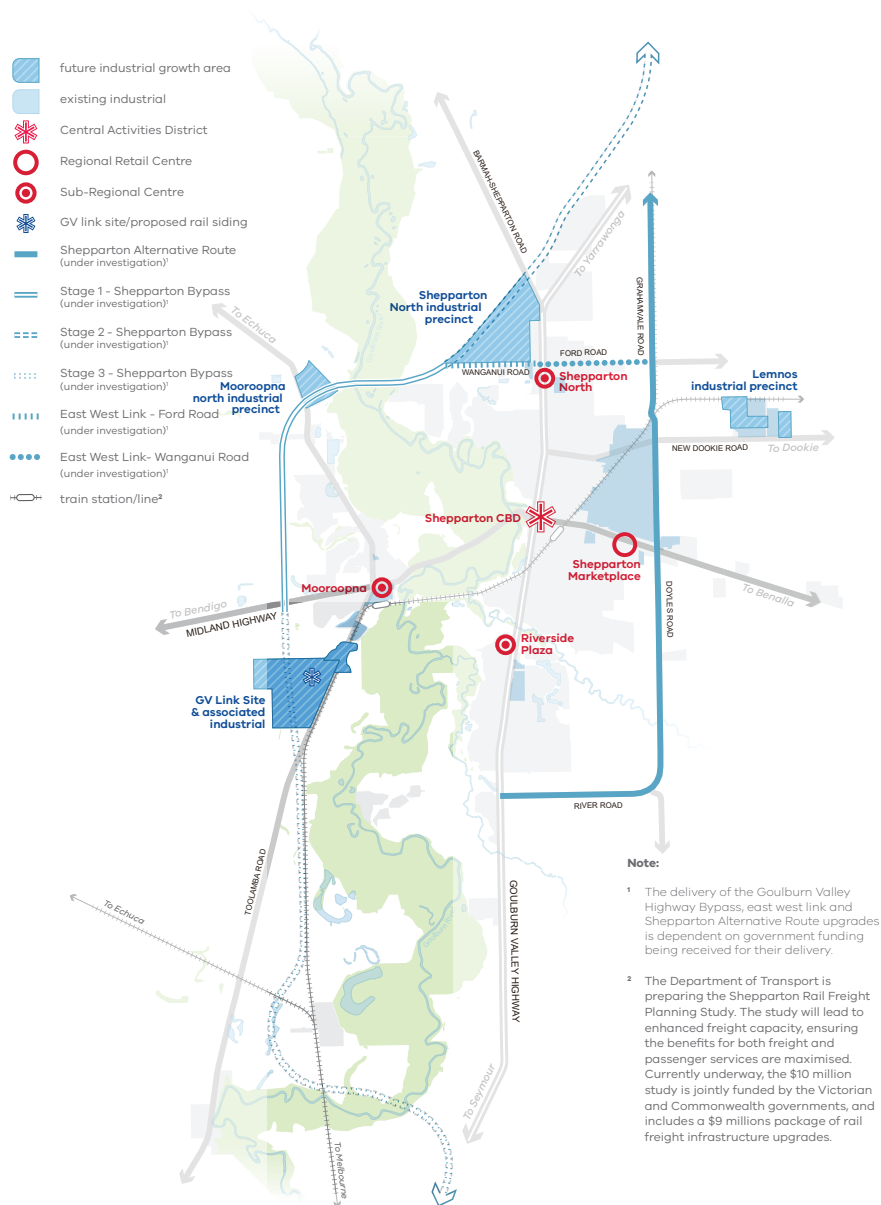 future industrial growth area
existing industrial
Central Activities District
Regional Retail Centre
Sub-Regional Centre
GV link site/proposed rail siding
Shepparton Alternative Route
(under investigation)¹
Stage 1 - Shepparton Bypass
(under investigation)¹
Stage 2 - Shepparton Bypass
(under investigation)¹
Stage 3 - Shepparton Bypass
(under investigation)¹
East West Link - Ford Road
(under investigation)¹
East West Link- Wanganui Road
(under investigation)¹
train station/line²
BARMAH-SHEPPARTON ROAD
To Yarrawonga
GRAHAMVALE ROAD
To Echuca
Shepparton
North industrial
precinct
FORD ROAD
WANGANUI ROAD
Shepparton
North
Lemnos
industrial precinct
Mooroopna
north industrial
precinct
NEW DOOKIE ROAD
To Dookie
Shepparton CBD
Shepparton
Marketplace
To Benalla
Mooroopna
To Bendigo
MIDLAND HIGHWAY
DOYLES ROAD
Riverside
Plaza
GV Link Site
& associated
industrial
RIVER ROAD
TOOLAMBA ROAD
To Echuca
GOULBURN VALLEY HIGHWAY
To Seymour
To Melbourne
Note:
¹ The delivery of the Goulburn Valley
Highway Bypass, east west link and
Shepparton Alternative Route upgrades
is dependent on government funding
being received for their delivery.
² The Department of Transport is
preparing the Shepparton Rail Freight
Planning Study. The study will lead to
enhanced freight capacity, ensuring
the benefits for both freight and
passenger services are maximised.
Currently underway, the $10 million
study is jointly funded by the Victorian
and Commonwealth governments, and
includes a $9 millions package of rail
freight infrastructure upgrades.